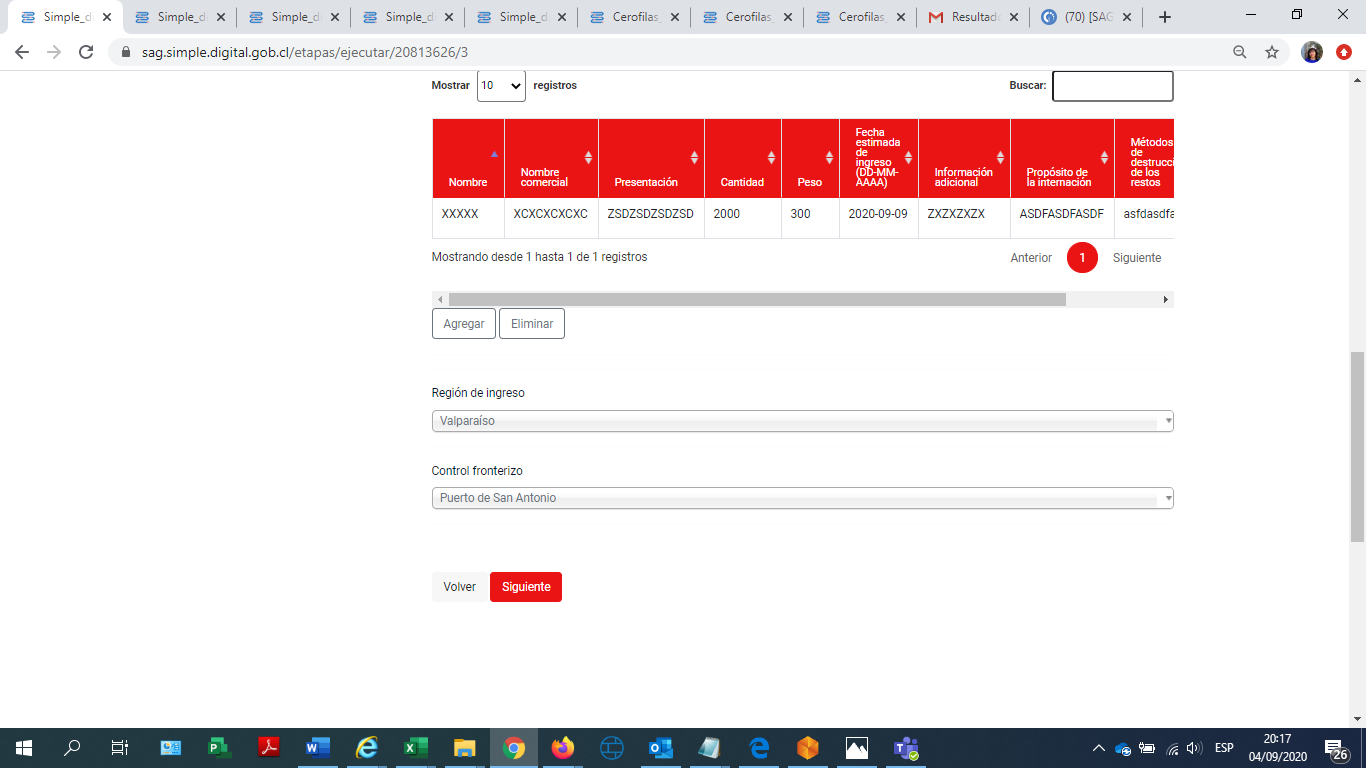 Simple_d
Simple_d
Simple_d
Simple_d
Simple_d
Cerofilas_
Cerofilas_
Cerofilas_
Resultado
(70) [SAG
sag.simple.digital.gob.cl/etapas/ejecutar/20813626/3
Mostrar 10 registros
Buscar:
Nombre
Nombre
comercial
Presentación
Cantidad
Peso
Fecha
estimada
de
ingreso
(DD-MM-
AAAA)
Información
adicional
Propósito de
la internación
Métodos
de
destrucci
de los
restos
XXXXX XCXCXCXCXC ZSDZSDZSDZSD 2000 300 2020-09-09 ZXZXZXZX ASDFASDFASDF asfdasdfa
Mostrando desde 1 hasta 1 de 1 registros
Anterior 1 Siguiente
Agregar Eliminar
Región de ingreso
Valparaíso
Control fronterizo
Puerto de San Antonio
Volver Siguiente
ESP
20:17
04/09/2020
26